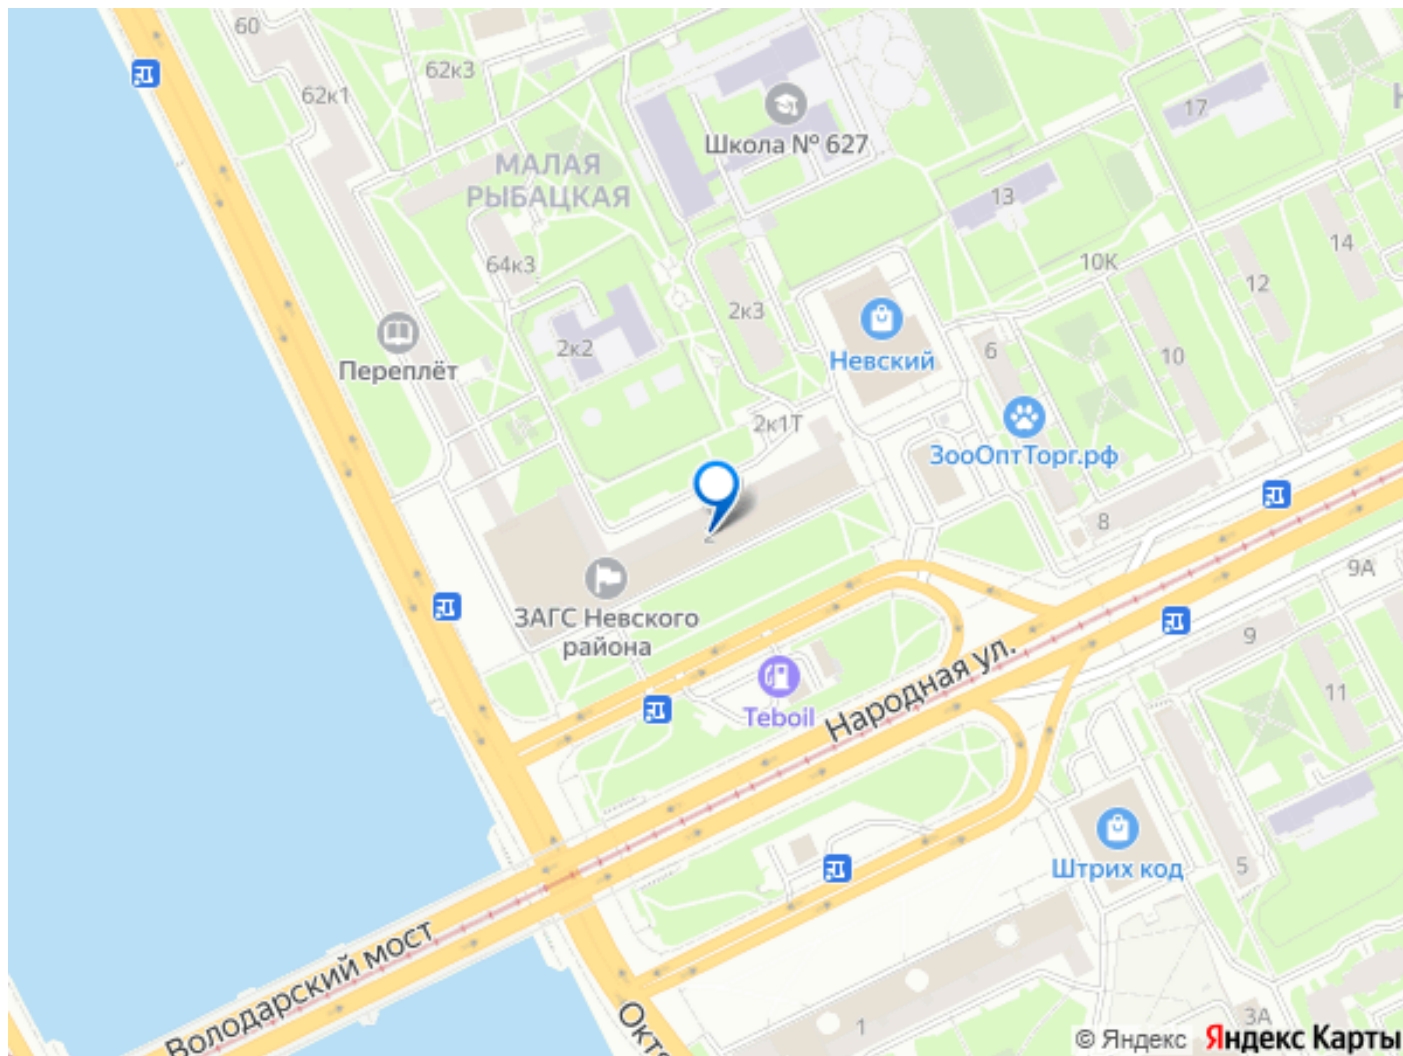 60
62к3
62к1
17
Школа № 627
МАЛАЯ
РЫБАЦКАЯ
13
14
64к3
10К
12
2к3
2к2
6
10
Невский
Переплёт
2к1Т
ЗооОптТорг.рф
8
2
9А
ЗАГС Невского
района
9
11
Народная ул.
Teboil
Штрих код
5
Володарский мост
Окт
1
3А
© Яндекс Яндекс Карты